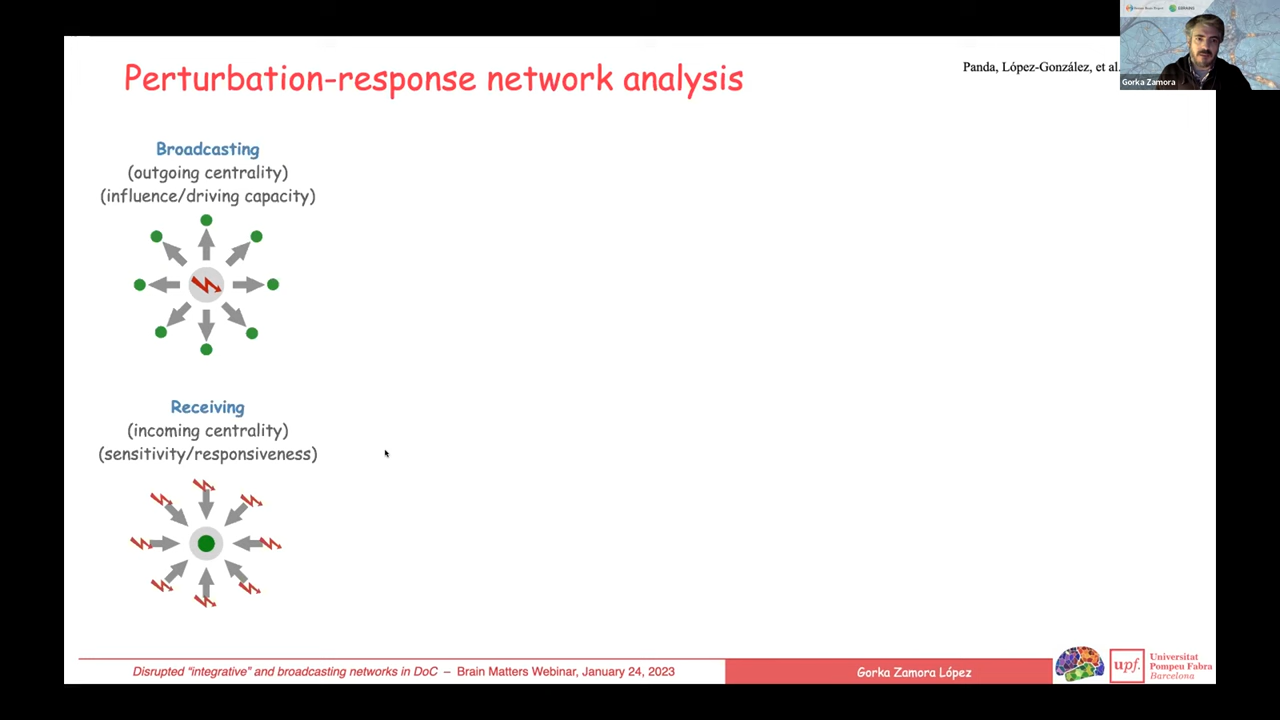 Perturbation-response network analysis
Panda, López-González, et al.
Gorka Zamora
Broadcasting
(outgoing centrality)
(influence/driving capacity)
Receiving
(incoming centrality)
(sensitivity/responsiveness)
Disrupted “integrative” and broadcasting networks in DoC – Brain Matters Webinar, January 24, 2023
Gorka Zamora López
upf.
Universitat
Pompeu Fabra
Barcelona